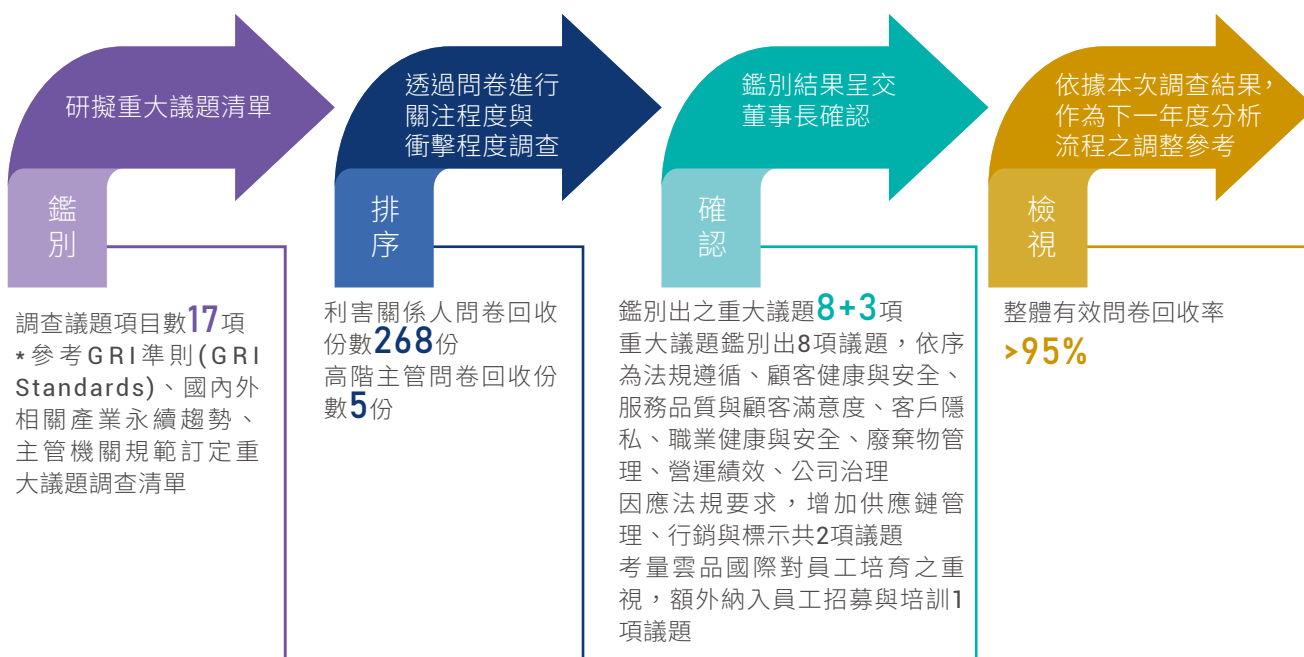 研擬重大議題清單
鑑
別
調查議題項目數17項
*參考GRI準則(GRI
Standards)、國內外
相關產業永續趨勢、
主管機關規範訂定重
大議題調查清單
透過問卷進行
關注程度與
衝擊程度調查
排
序
利害關係人問卷回收
份數268份
高階主管問卷回收份
數5份
鑑別結果呈交
董事長確認
確
認
鑑別出之重大議題8+3項
重大議題鑑別出8項議題，依序
為法規遵循、顧客健康與安全、
服務品質與顧客滿意度、客戶隱
私、職業健康與安全、廢棄物管
理、營運績效、公司治理
因應法規要求，增加供應鏈管
理、行銷與標示共2項議題
考量雲品國際對員工培育之重
視，額外納入員工招募與培訓1
項議題
依據本次調查結果，
作為下一年度分析
流程之調整參考
檢
視
整體有效問卷回收率
>95%